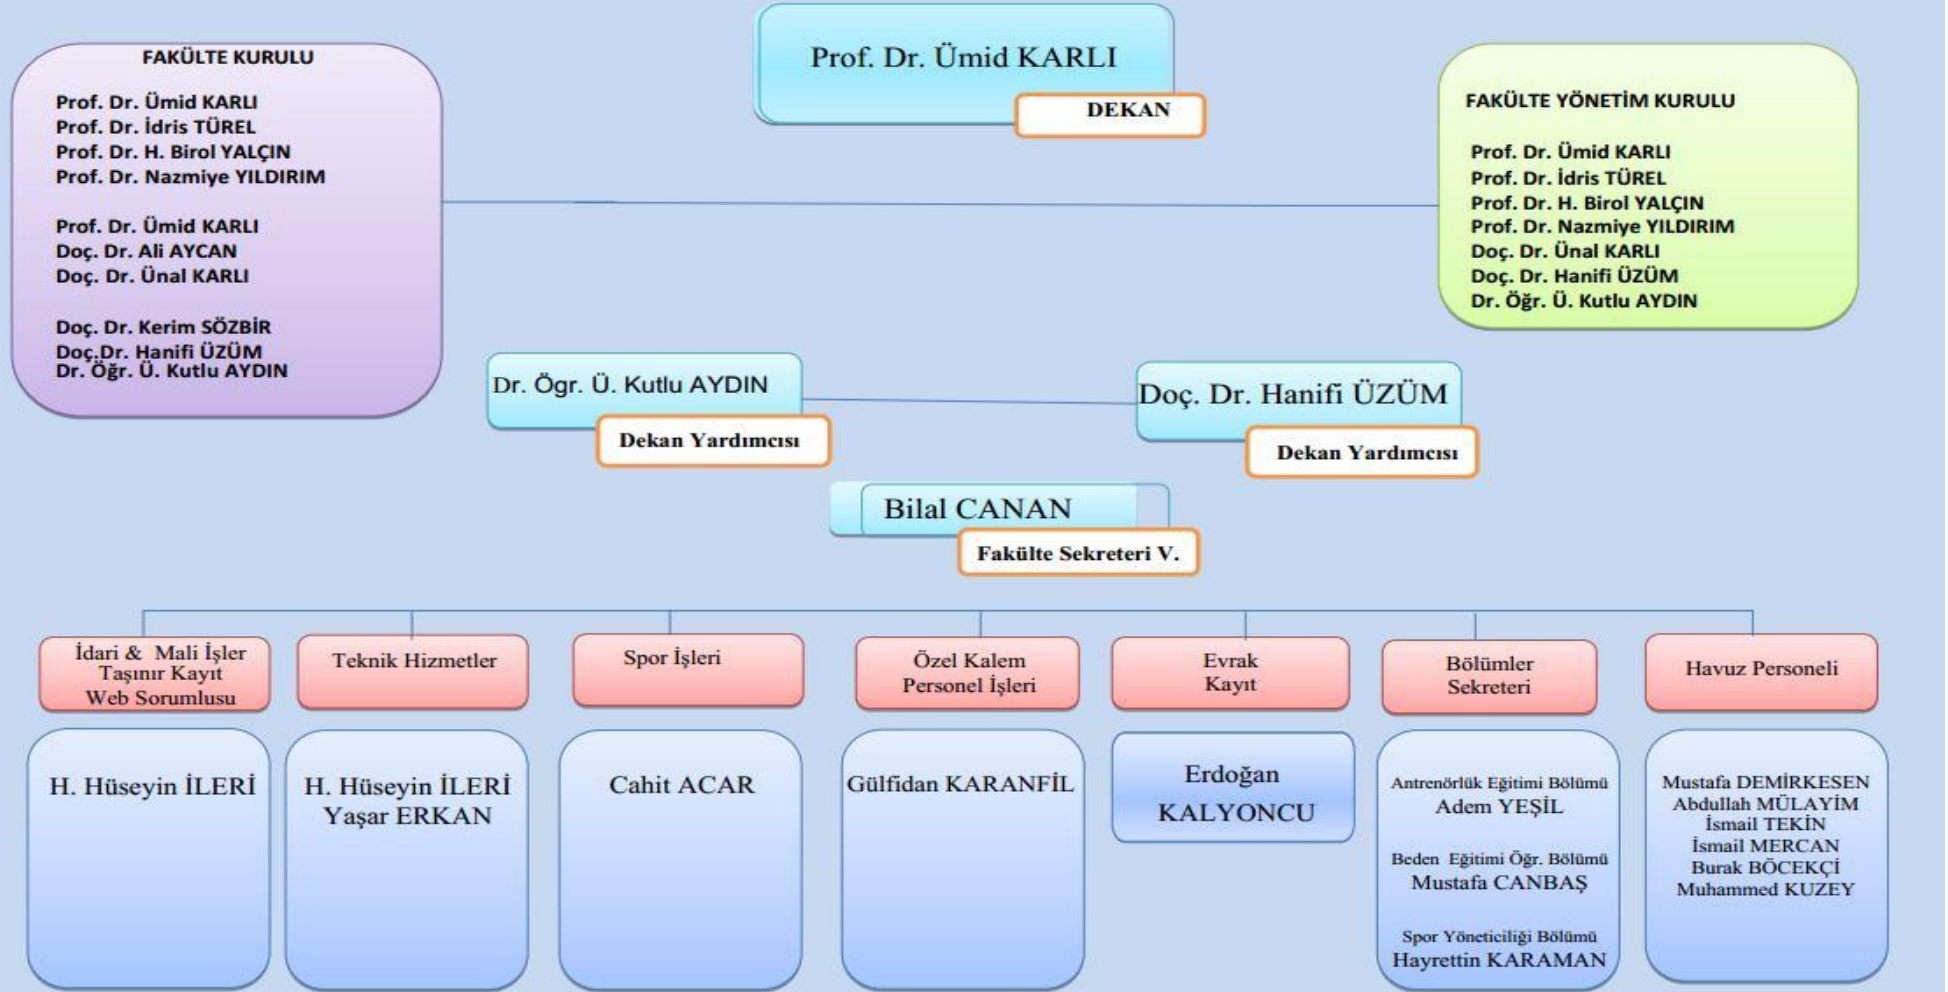 Prof. Dr. Ümid KARLI
DEKAN
FAKÜLTE KURULU
Prof. Dr. Ümid KARLI
Prof. Dr. İdris TÜREL
Prof. Dr. H. Birol YALÇIN
Prof. Dr. Nazmiye YILDIRIM
Prof. Dr. Ümid KARLI
Doç. Dr. Ali AYCAN
Doç. Dr. Ünal KARLI
Doç. Dr. Kerim SÖZBİR
Doç.Dr. Hanifi ÜZÜM
Dr. Öğr. Ü. Kutlu AYDIN
FAKÜLTE YÖNETİM KURULU
Prof. Dr. Ümid KARLI
Prof. Dr. İdris TÜREL
Prof. Dr. H. Birol YALÇIN
Prof. Dr. Nazmiye YILDIRIM
Doç. Dr. Ünal KARLI
Doç. Dr. Hanifi ÜZÜM
Dr. Öğr. Ü. Kutlu AYDIN
Dr. Ögr. Ü. Kutlu AYDIN
Dekan Yardımcısı
Doç. Dr. Hanifi ÜZÜM
Dekan Yardımcısı
Bilal CANAN
Fakülte Sekreteri V.
İdari & Mali İşler
Taşınır Kayıt
Web Sorumlusu
H. Hüseyin İLERİ
Teknik Hizmetler
H. Hüseyin İLERİ
Yaşar ERKAN
Spor İşleri
Cahit ACAR
Özel Kalem
Personel İşleri
Gülfidan KARANFİL
Evrak
Kayıt
Erdoğan
KALYONCU
Bölümler
Sekreteri
Antrenörlük Eğitimi Bölümü
Adem YEŞİL
Beden Eğitimi Öğr. Bölümü
Mustafa CANBAŞ
Spor Yöneticiliği Bölümü
Hayrettin KARAMAN
Havuz Personeli
Mustafa DEMİRKESEN
Abdullah MÜLAYİM
İsmail TEKİN
İsmail MERCAN
Burak BÖCEKÇİ
Muhammed KUZEY